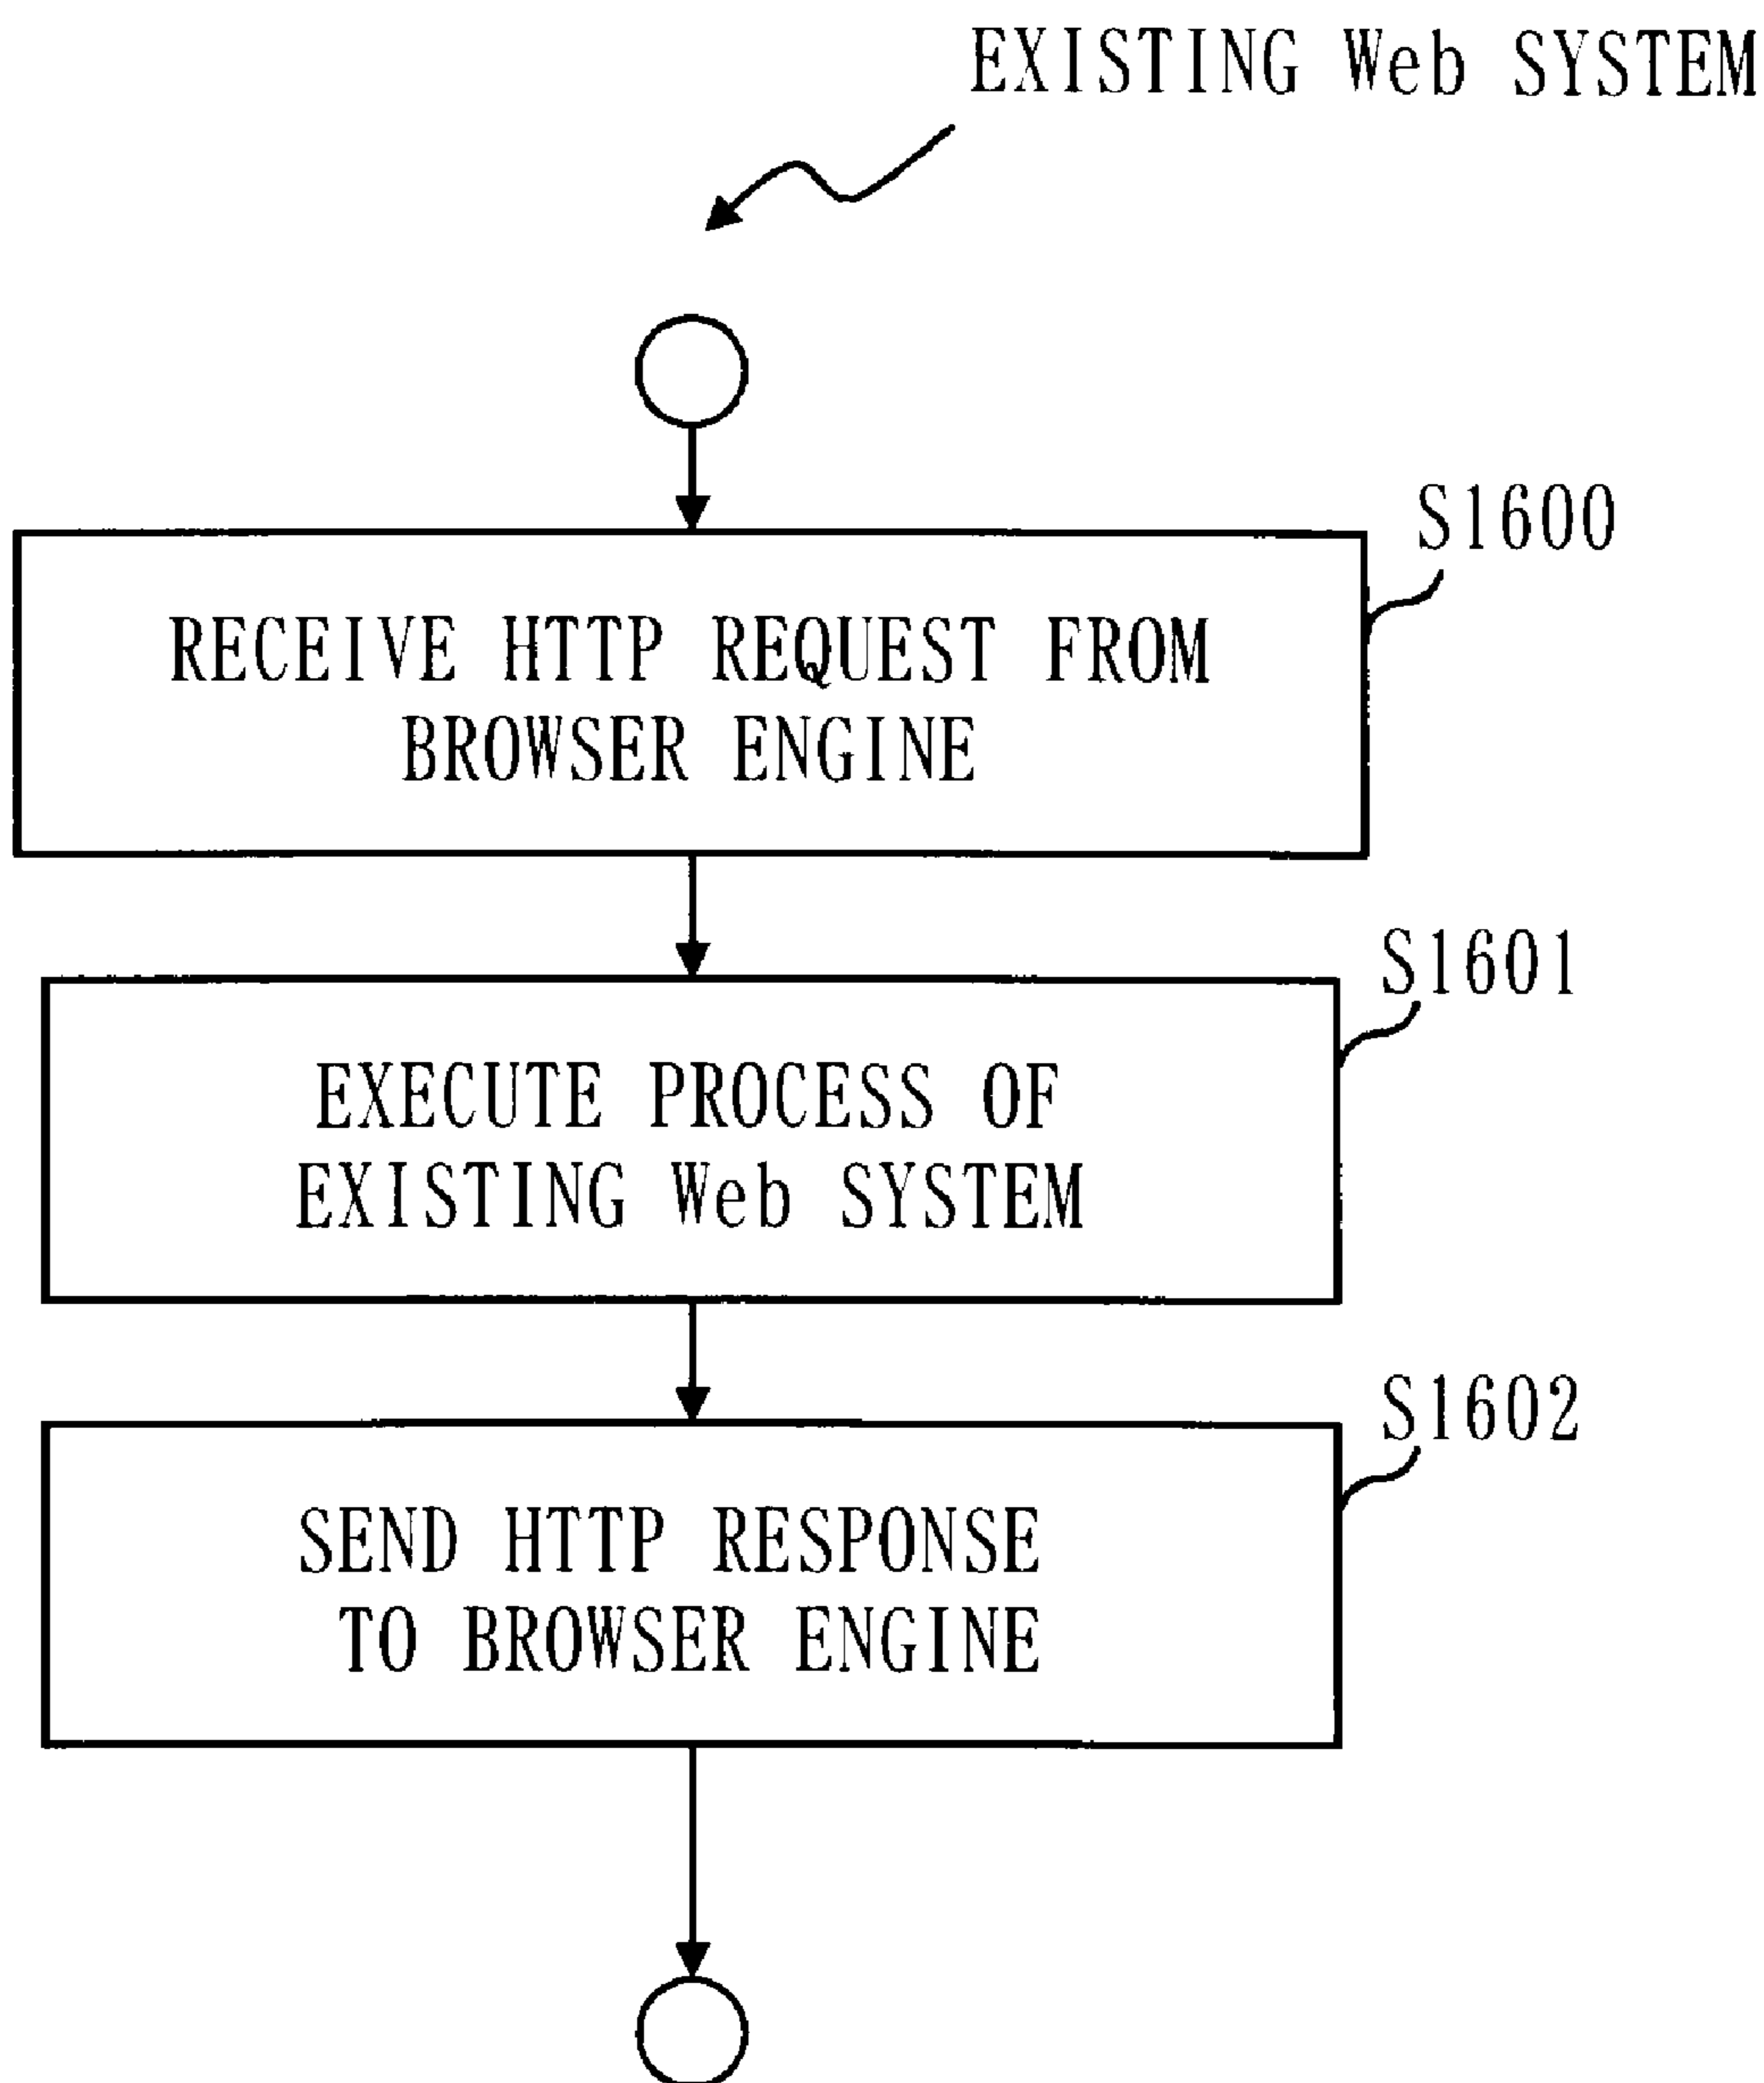 EXISTING Web SYSTEM
S1600
RECEIVE HTTP REQUEST FROM
BROWSER ENGINE
S1601
EXECUTE PROCESS OF
EXISTING Web SYSTEM
S1602
SEND HTTP RESPONSE
TO BROWSER ENGINE